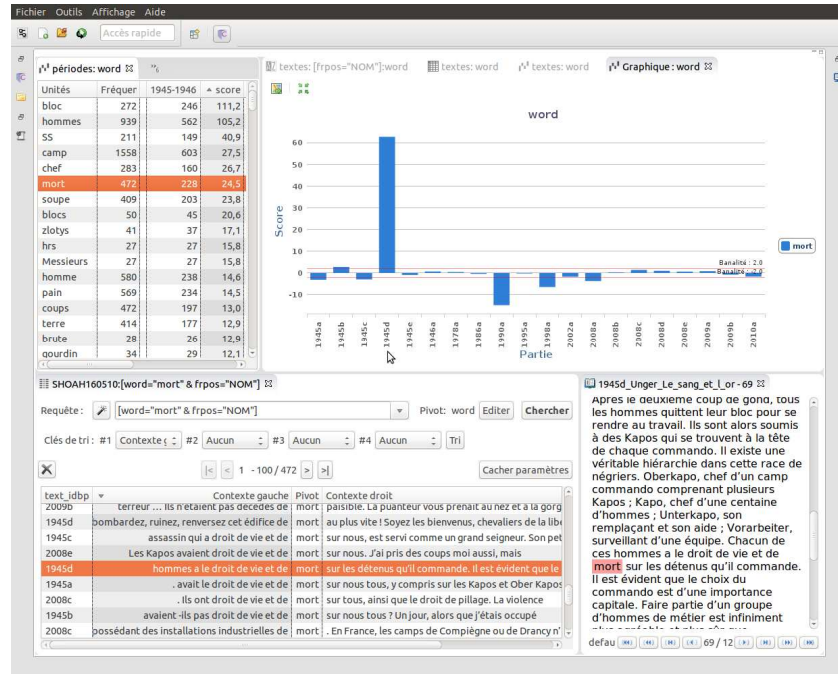 Fichier Outils Affichage Aide
Accès rapide
périodes: word
Unités Fréquer 1945-1946 score
bloc 272 246 111,2
hommes 939 562 105,2
SS 211 149 40,9
camp 1558 603 27,5
chef 283 160 26,7
mort 472 228 24,5
soupe 409 203 23,8
blocs 50 45 20,6
zlotys 41 37 17,1
hrs 27 27 15,8
Messieurs 27 27 15,8
homme 580 238 14,6
pain 569 234 14,5
coups 472 197 13,0
terre 414 177 12,9
brute 28 26 12,9
gourdin 34 29 12,1
textes: [frpos="NOM"]:word textes: word textes: word Graphique : word
word
Score
60
50
40
30
20
10
0
-10
Banalité : 2.0
Banalité : -2.0
mort
1945a 1945b 1945c 1945d 1945e 1946a 1978a 1986a 1990a 1995a 1998a 2002a 2008a 2008b 2008c 2008d 2008e 2009a 2009b 2010a
Partie
SHOAH160510:[word="mort" & frpos="NOM"]
Requête : [word="mort" & frpos="NOM"] Pivot: word Editer Chercher
Clés de tri : #1 Contexte g #2 Aucun #3 Aucun #4 Aucun Tri
1 - 100 / 472 Cacher paramètres
text_idbp Contexte gauche Pivot Contexte droit
2009b terreur ... Ils n'étaient pas décédés de mort paisible. La puanteur vous prenait au nez et à la gorg
1945d bombardez, ruinez, renversez cet édifice de mort au plus vite ! Soyez les bienvenus, chevaliers de la libe
1945c assassin qui a droit de vie et de mort sur nous, est servi comme un grand seigneur. Son pet
2008e Les Kapos avaient droit de vie et de mort sur nous. J'ai pris des coups moi aussi, mais
1945d hommes a le droit de vie et de mort sur les détenus qu'il commande. Il est évident que le
1945a . avait le droit de vie et de mort sur nous tous, y compris sur les Kapos et Ober Kapos
2008c . Ils ont droit de vie et de mort sur tous, ainsi que le droit de pillage. La violence
1945b avaient -ils pas droit de vie et de mort sur nous tous ? Un jour, alors que j'étais occupé
2008c possédant des installations industrielles de mort . En France, les camps de Compiègne ou de Drancy n'
1945d_Unger_Le_sang_et_l_or - 69
Après le deuxième coup de gond, tous
les hommes quittent leur bloc pour se
rendre au travail. Ils sont alors soumis
à des Kapos qui se trouvent à la tête
de chaque commando. Il existe une
véritable hiérarchie dans cette race de
négriers. Oberkapo, chef d'un camp
commando comprenant plusieurs
Kapos ; Kapo, chef d'une centaine
d'hommes ; Unterkapo, son
remplaçant et son aide ; Vorarbeiter,
surveillant d'une équipe. Chacun de
ces hommes a le droit de vie et de
mort sur les détenus qu'il commande.
Il est évident que le choix du
commando est d'une importance
capitale. Faire partie d'un groupe
d'hommes de métier est infiniment
defau 69 / 12